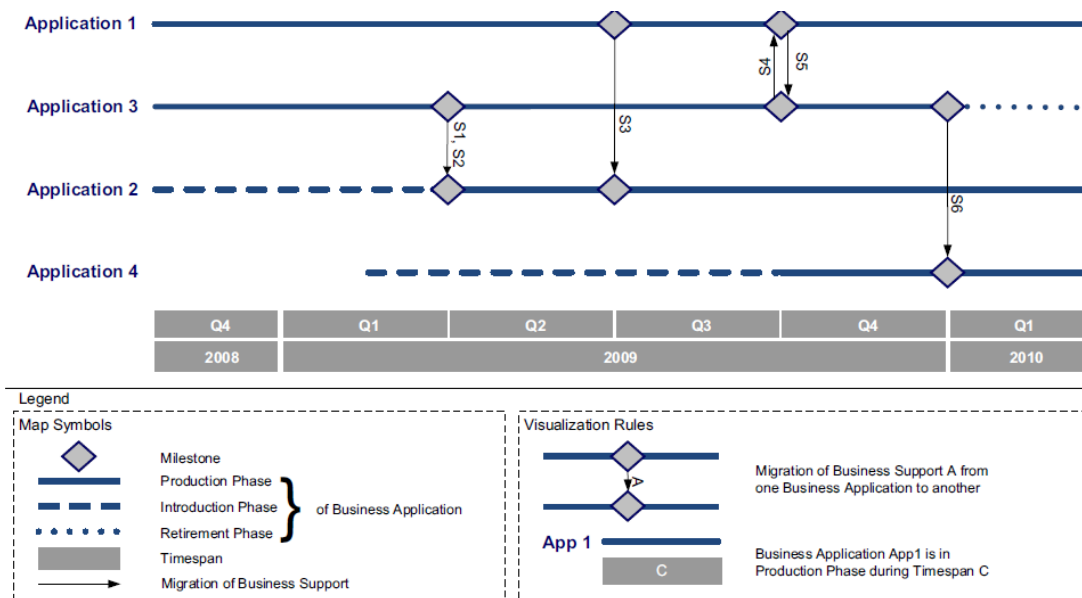 Application 1
S4
S5
Application 3
S1, S2
S3
Application 2
S6
Application 4
Q4 Q1 Q2 Q3 Q4 Q1
2008 2009 2010
Legend
Map Symbols
Milestone
Production Phase
Introduction Phase
of Business Application
Retirement Phase
Timespan
Migration of Business Support
Visualization Rules
A
Migration of Business Support A from
one Business Application to another
App 1
C
Business Application App1 is in
Production Phase during Timespan C